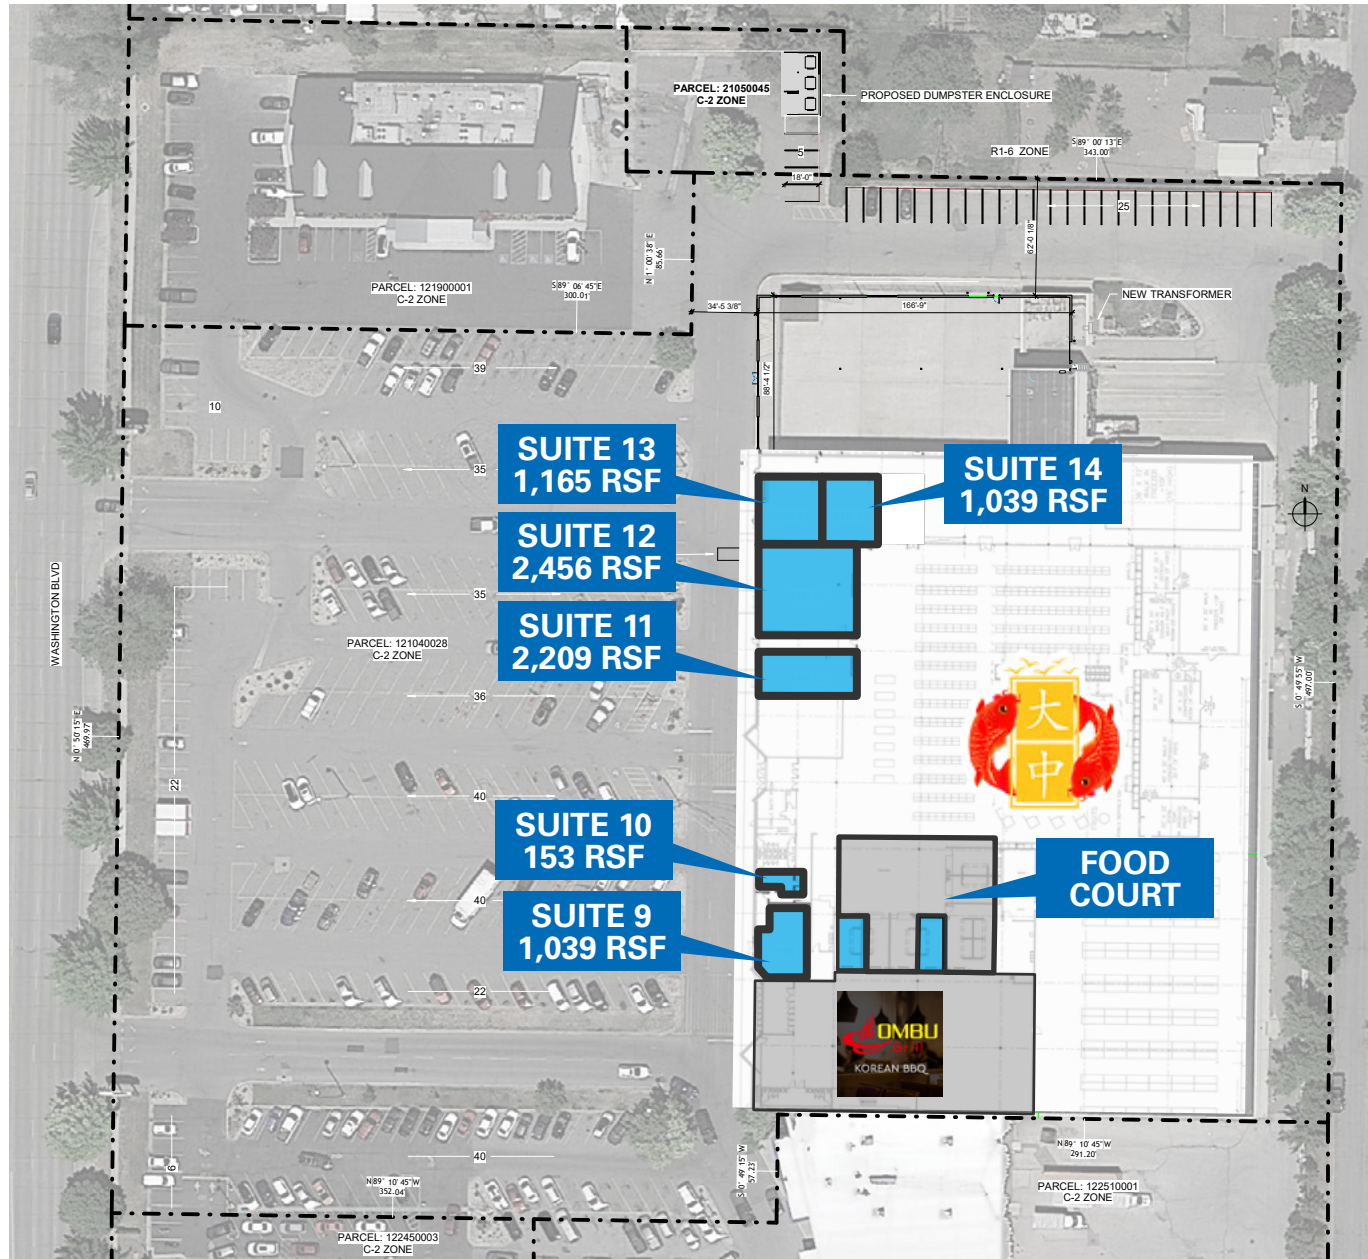 PARCEL: 21050045
C-2 ZONE
PROPOSED DUMPSTER ENCLOSURE
5
18'-0"
R1-6 ZONE
S 89° 00' 13" E
343.00'
25
62'-0 1/8"
N 1° 00' 38" E
85.66'
PARCEL: 121900001
C-2 ZONE
S 89° 06' 45" E
300.01'
34'-5 3/8"
166'-9"
NEW TRANSFORMER
88'-4 1/2"
39
10
35
SUITE 13
1,165 RSF
SUITE 14
1,039 RSF
N
SUITE 12
2,456 RSF
35
WASHINGTON BLVD
22
PARCEL: 121040028
C-2 ZONE
SUITE 11
2,209 RSF
36
大
中
S 0° 49' 55" W
497.00'
N 0° 50' 15" E
469.97'
40
SUITE 10
153 RSF
FOOD
COURT
40
SUITE 9
1,039 RSF
22
OMBU
Grill
KOREAN BBQ
6
40
N 89° 10' 45" W
352.04'
S 0° 49' 15" W
57.23'
N 89° 10' 45" W
291.20'
PARCEL: 122510001
C-2 ZONE
PARCEL: 122450003
C-2 ZONE